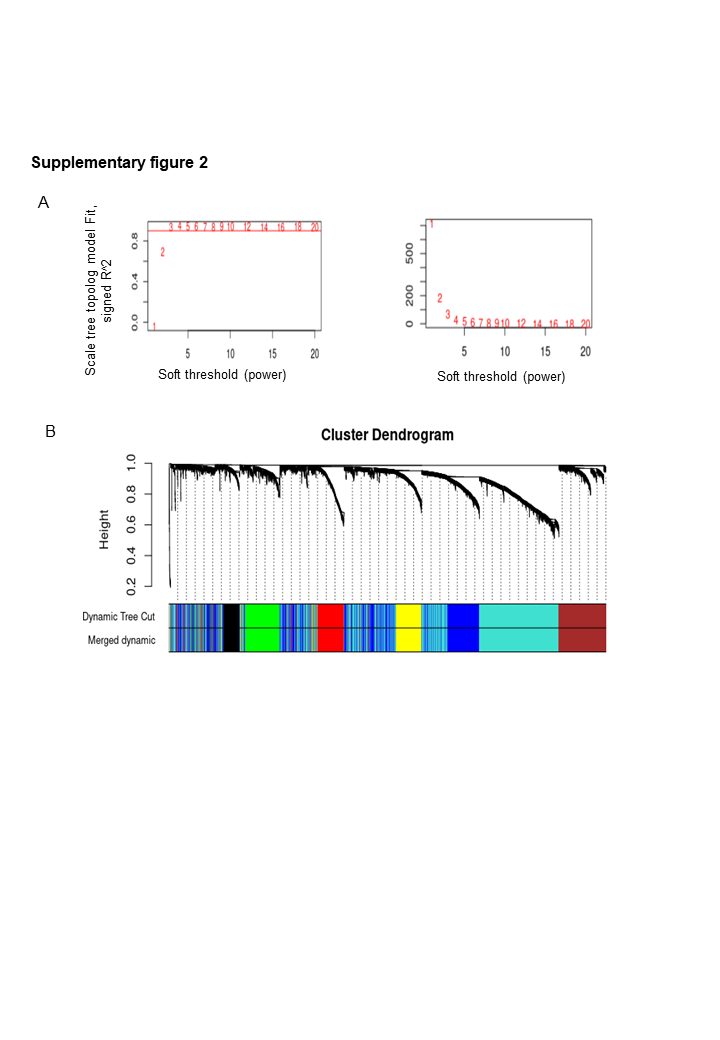 Supplementary figure 2
A
Scale tree topolog model Fit,
signed R^2
0.0 0.4 0.8
1 2 3 4 5 6 7 8 9 10 12 14 16 18 20
5 10 15 20
Soft threshold (power)
0 200 500
1 2 3 4 5 6 7 8 9 10 12 14 16 18 20
5 10 15 20
Soft threshold (power)
B
Cluster Dendrogram
Height
1.0
0.8
0.6
0.4
0.2
Dynamic Tree Cut
Merged dynamic